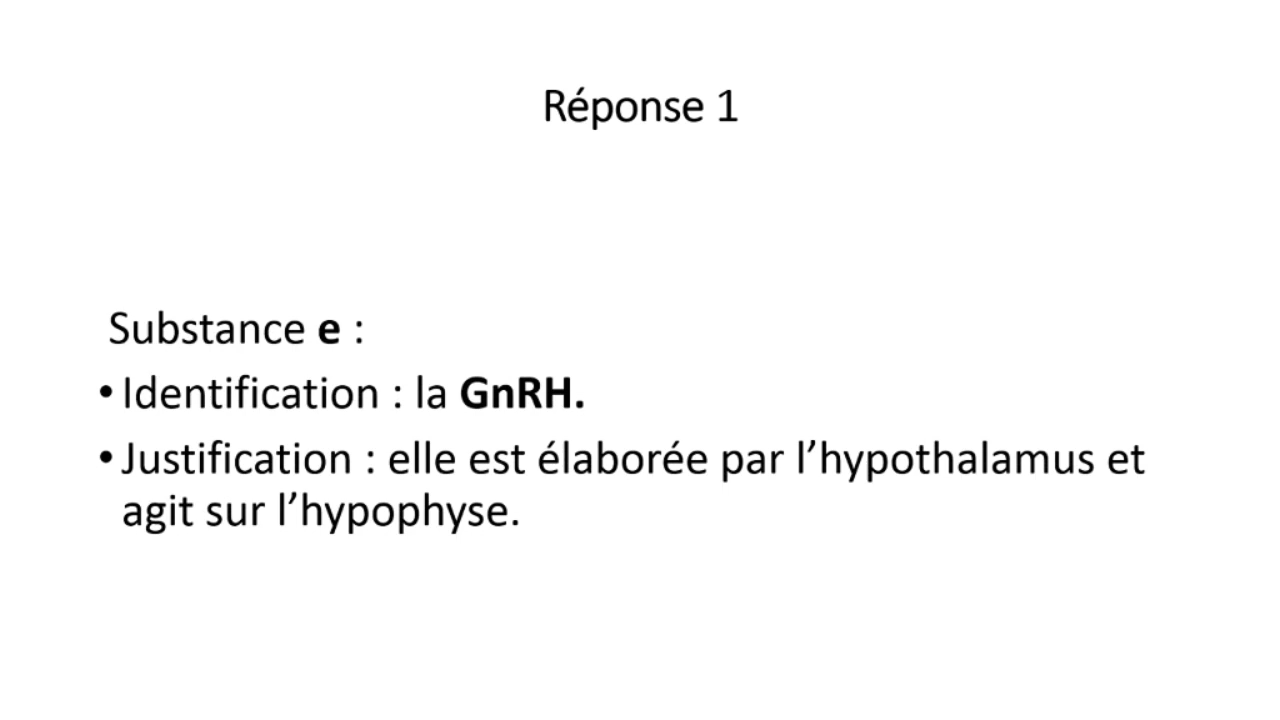 Réponse 1
Substance e :
• Identification : la GnRH.
• Justification : elle est élaborée par l’hypothalamus et
agit sur l’hypophyse.